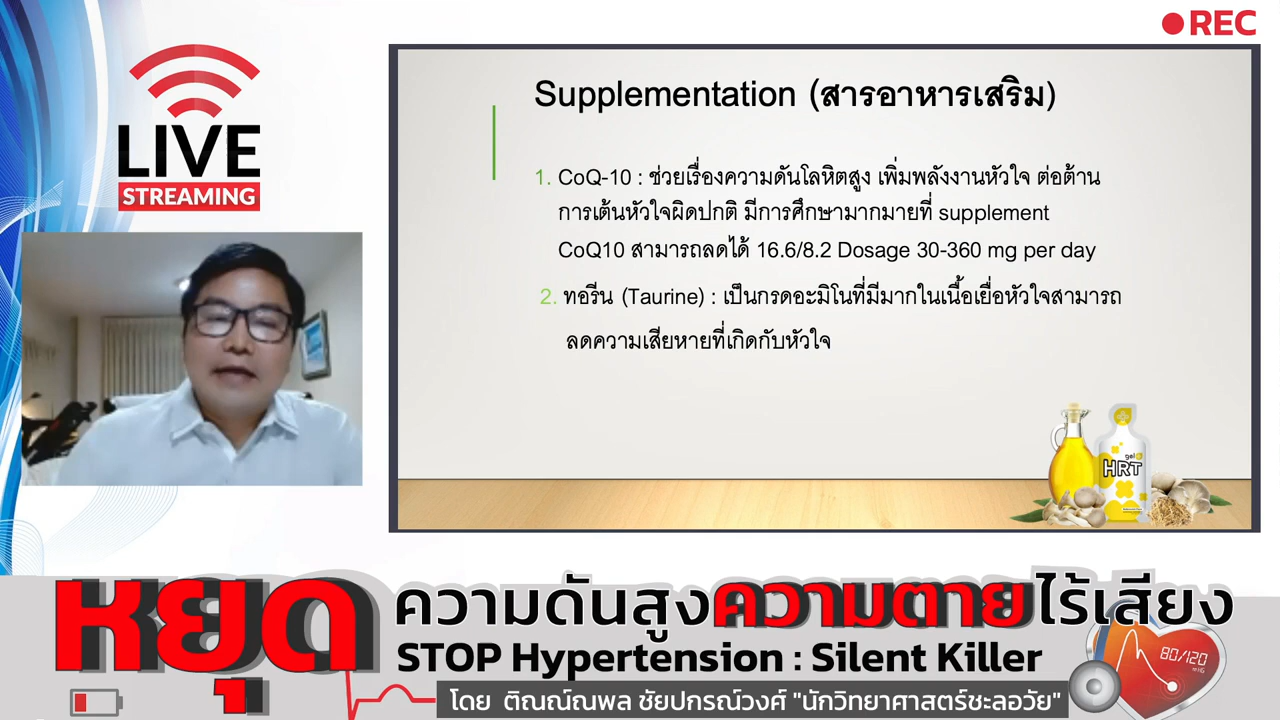 REC
LIVE
STREAMING
Supplementation (สารอาหารเสริม)
1. CoQ-10 : ช่วยเรื่องความดันโลหิตสูง เพิ่มพลังงานหัวใจ ต่อต้าน
การเต้นหัวใจผิดปกติ มีการศึกษามากมายที่ supplement
CoQ10 สามารถลดได้ 16.6/8.2 Dosage 30-360 mg per day
2. ทอรีน (Taurine) : เป็นกรดอะมิโนที่มีมากในเนื้อเยื่อหัวใจสามารถ
ลดความเสียหายที่เกิดกับหัวใจ
gel
HRT
หยุด ความดันสูงความตายไร้เสียง
STOP Hypertension : Silent Killer
80/120
โดย ติณณ์ณพล ชัยปกรณ์วงศ์ "นักวิทยาศาสตร์ชะลอวัย"